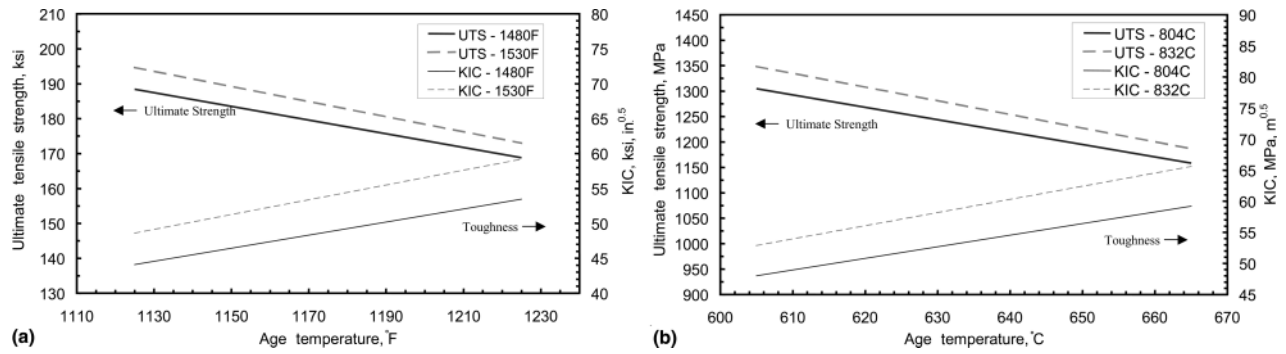 Ultimate tensile strength, ksi
210
200
190
180
170
160
150
140
130
UTS - 1480F
UTS - 1530F
KIC - 1480F
KIC - 1530F
Ultimate Strength
Toughness
80
75
70
65
60
55
50
45
40
KIC, ksi, in.0.5
1110 1130 1150 1170 1190 1210 1230
Age temperature, °F
(a)
Ultimate tensile strength, MPa
1450
1400
1350
1300
1250
1200
1150
1100
1050
1000
950
900
UTS - 804C
UTS - 832C
KIC - 804C
KIC - 832C
Ultimate Strength
Toughness
90
85
80
75
70
65
60
55
50
45
KIC, MPa, m0.5
600 610 620 630 640 650 660 670
Age temperature, °C
(b)